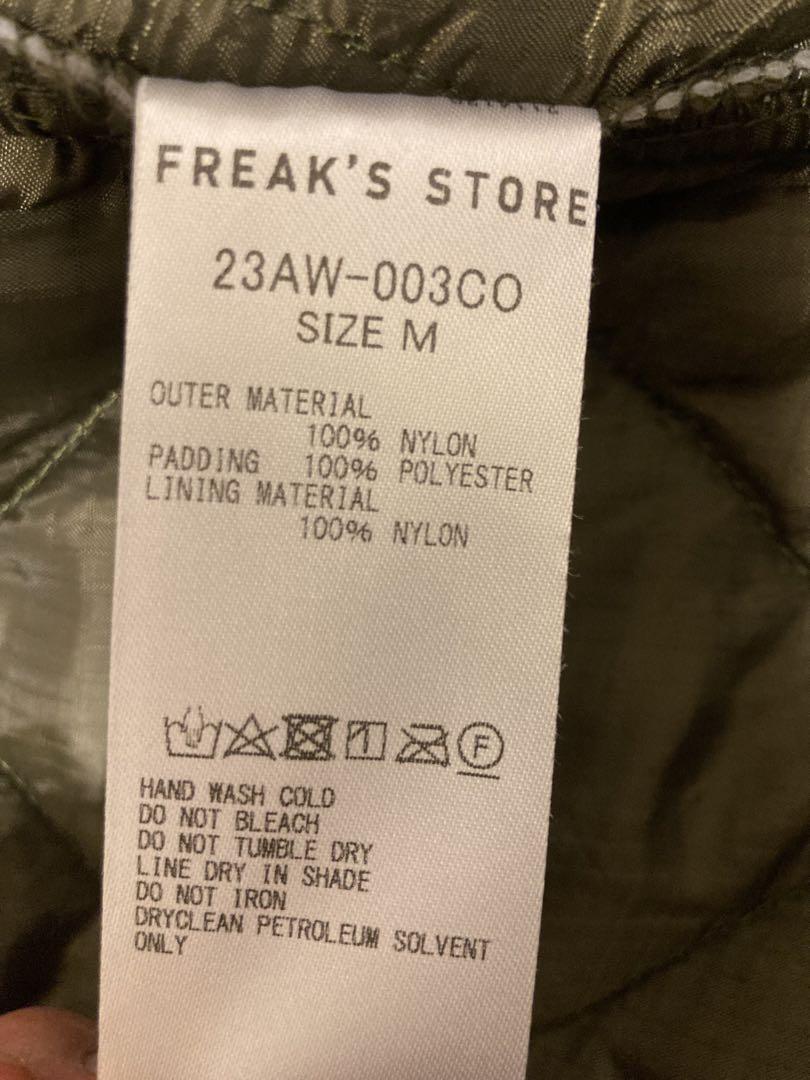 FREAK'S STORE
23AW-003CO
SIZE M
OUTER MATERIAL
100% NYLON
PADDING 100% POLYESTER
LINING MATERIAL
100% NYLON
F
HAND WASH COLD
DO NOT BLEACH
DO NOT TUMBLE DRY
LINE DRY IN SHADE
DO NOT IRON
DRYCLEAN PETROLEUM SOLVENT
ONLY